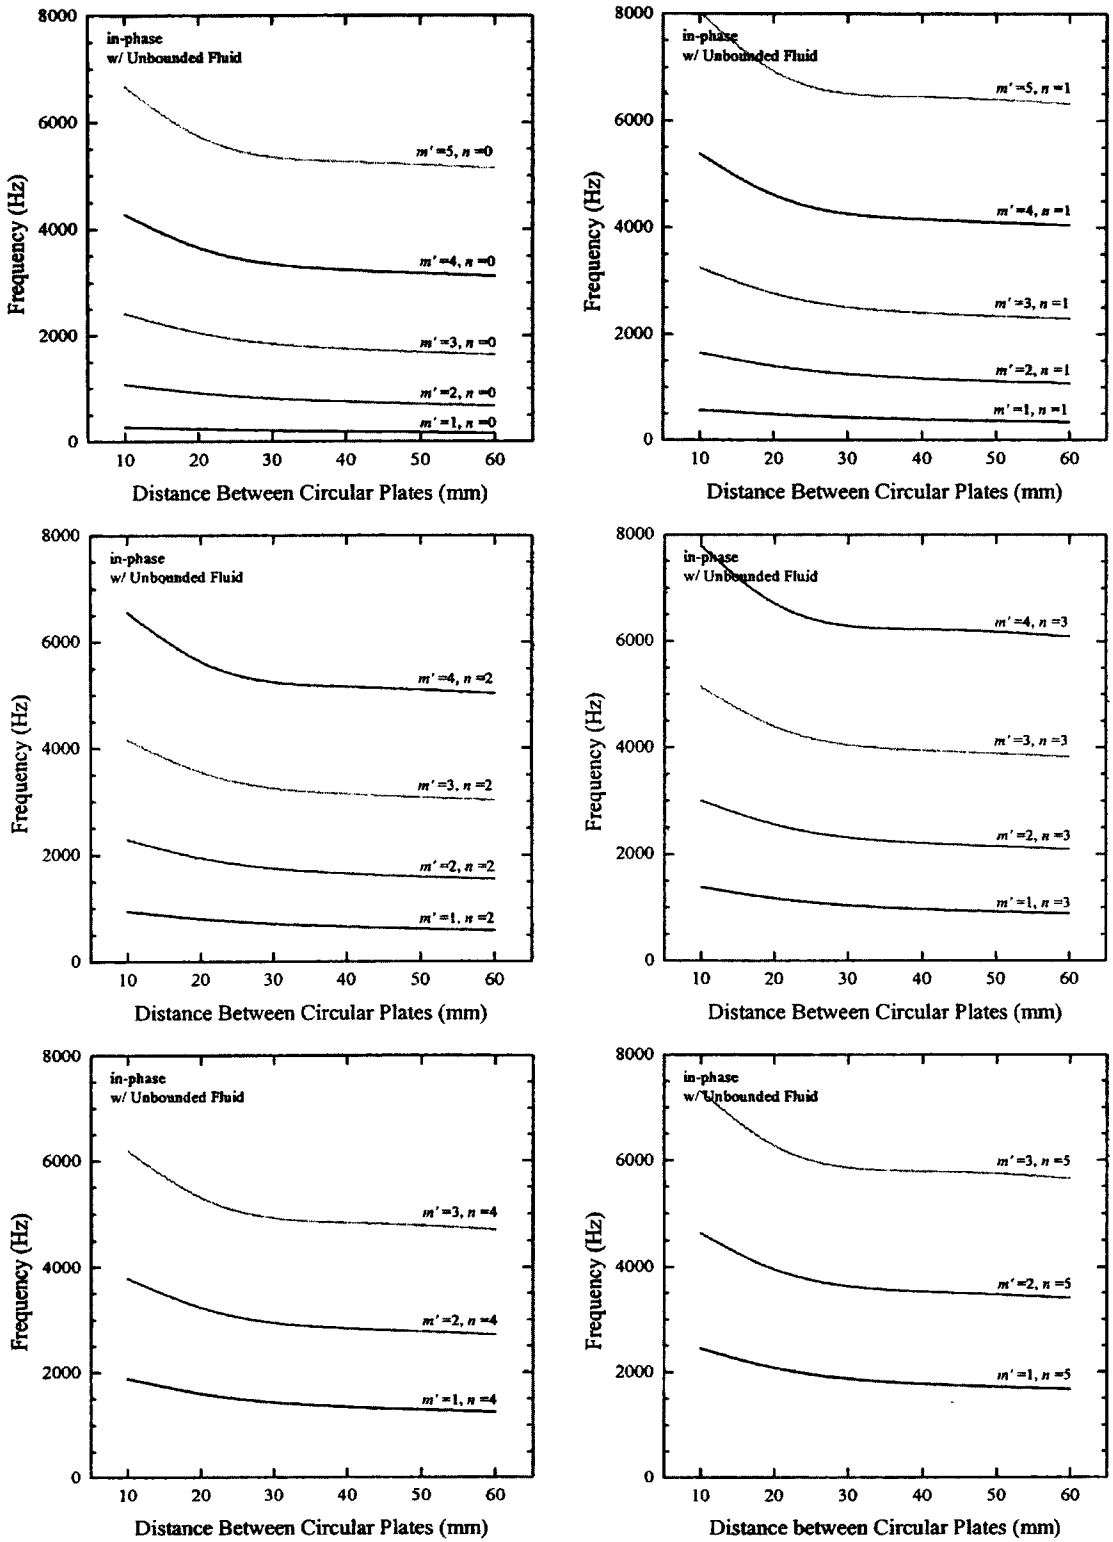 8000
6000
4000
2000
0
Frequency (Hz)
in-phase
w/ Unbounded Fluid
m'=5, n=0
m'=4, n=0
m'=3, n=0
m'=2, n=0
m'=1, n=0
10 20 30 40 50 60
Distance Between Circular Plates (mm)
8000
6000
4000
2000
0
Frequency (Hz)
in-phase
w/ Unbounded Fluid
m'=5, n=1
m'=4, n=1
m'=3, n=1
m'=2, n=1
m'=1, n=1
10 20 30 40 50 60
Distance Between Circular Plates (mm)
8000
6000
4000
2000
0
Frequency (Hz)
in-phase
w/ Unbounded Fluid
m'=4, n=2
m'=3, n=2
m'=2, n=2
m'=1, n=2
10 20 30 40 50 60
Distance Between Circular Plates (mm)
8000
6000
4000
2000
0
Frequency (Hz)
in-phase
w/ Unbounded Fluid
m'=4, n=3
m'=3, n=3
m'=2, n=3
m'=1, n=3
10 20 30 40 50 60
Distance Between Circular Plates (mm)
8000
6000
4000
2000
0
Frequency (Hz)
in-phase
w/ Unbounded Fluid
m'=3, n=4
m'=2, n=4
m'=1, n=4
10 20 30 40 50 60
Distance Between Circular Plates (mm)
8000
6000
4000
2000
0
Frequency (Hz)
in-phase
w/ Unbounded Fluid
m'=3, n=5
m'=2, n=5
m'=1, n=5
10 20 30 40 50 60
Distance between Circular Plates (mm)